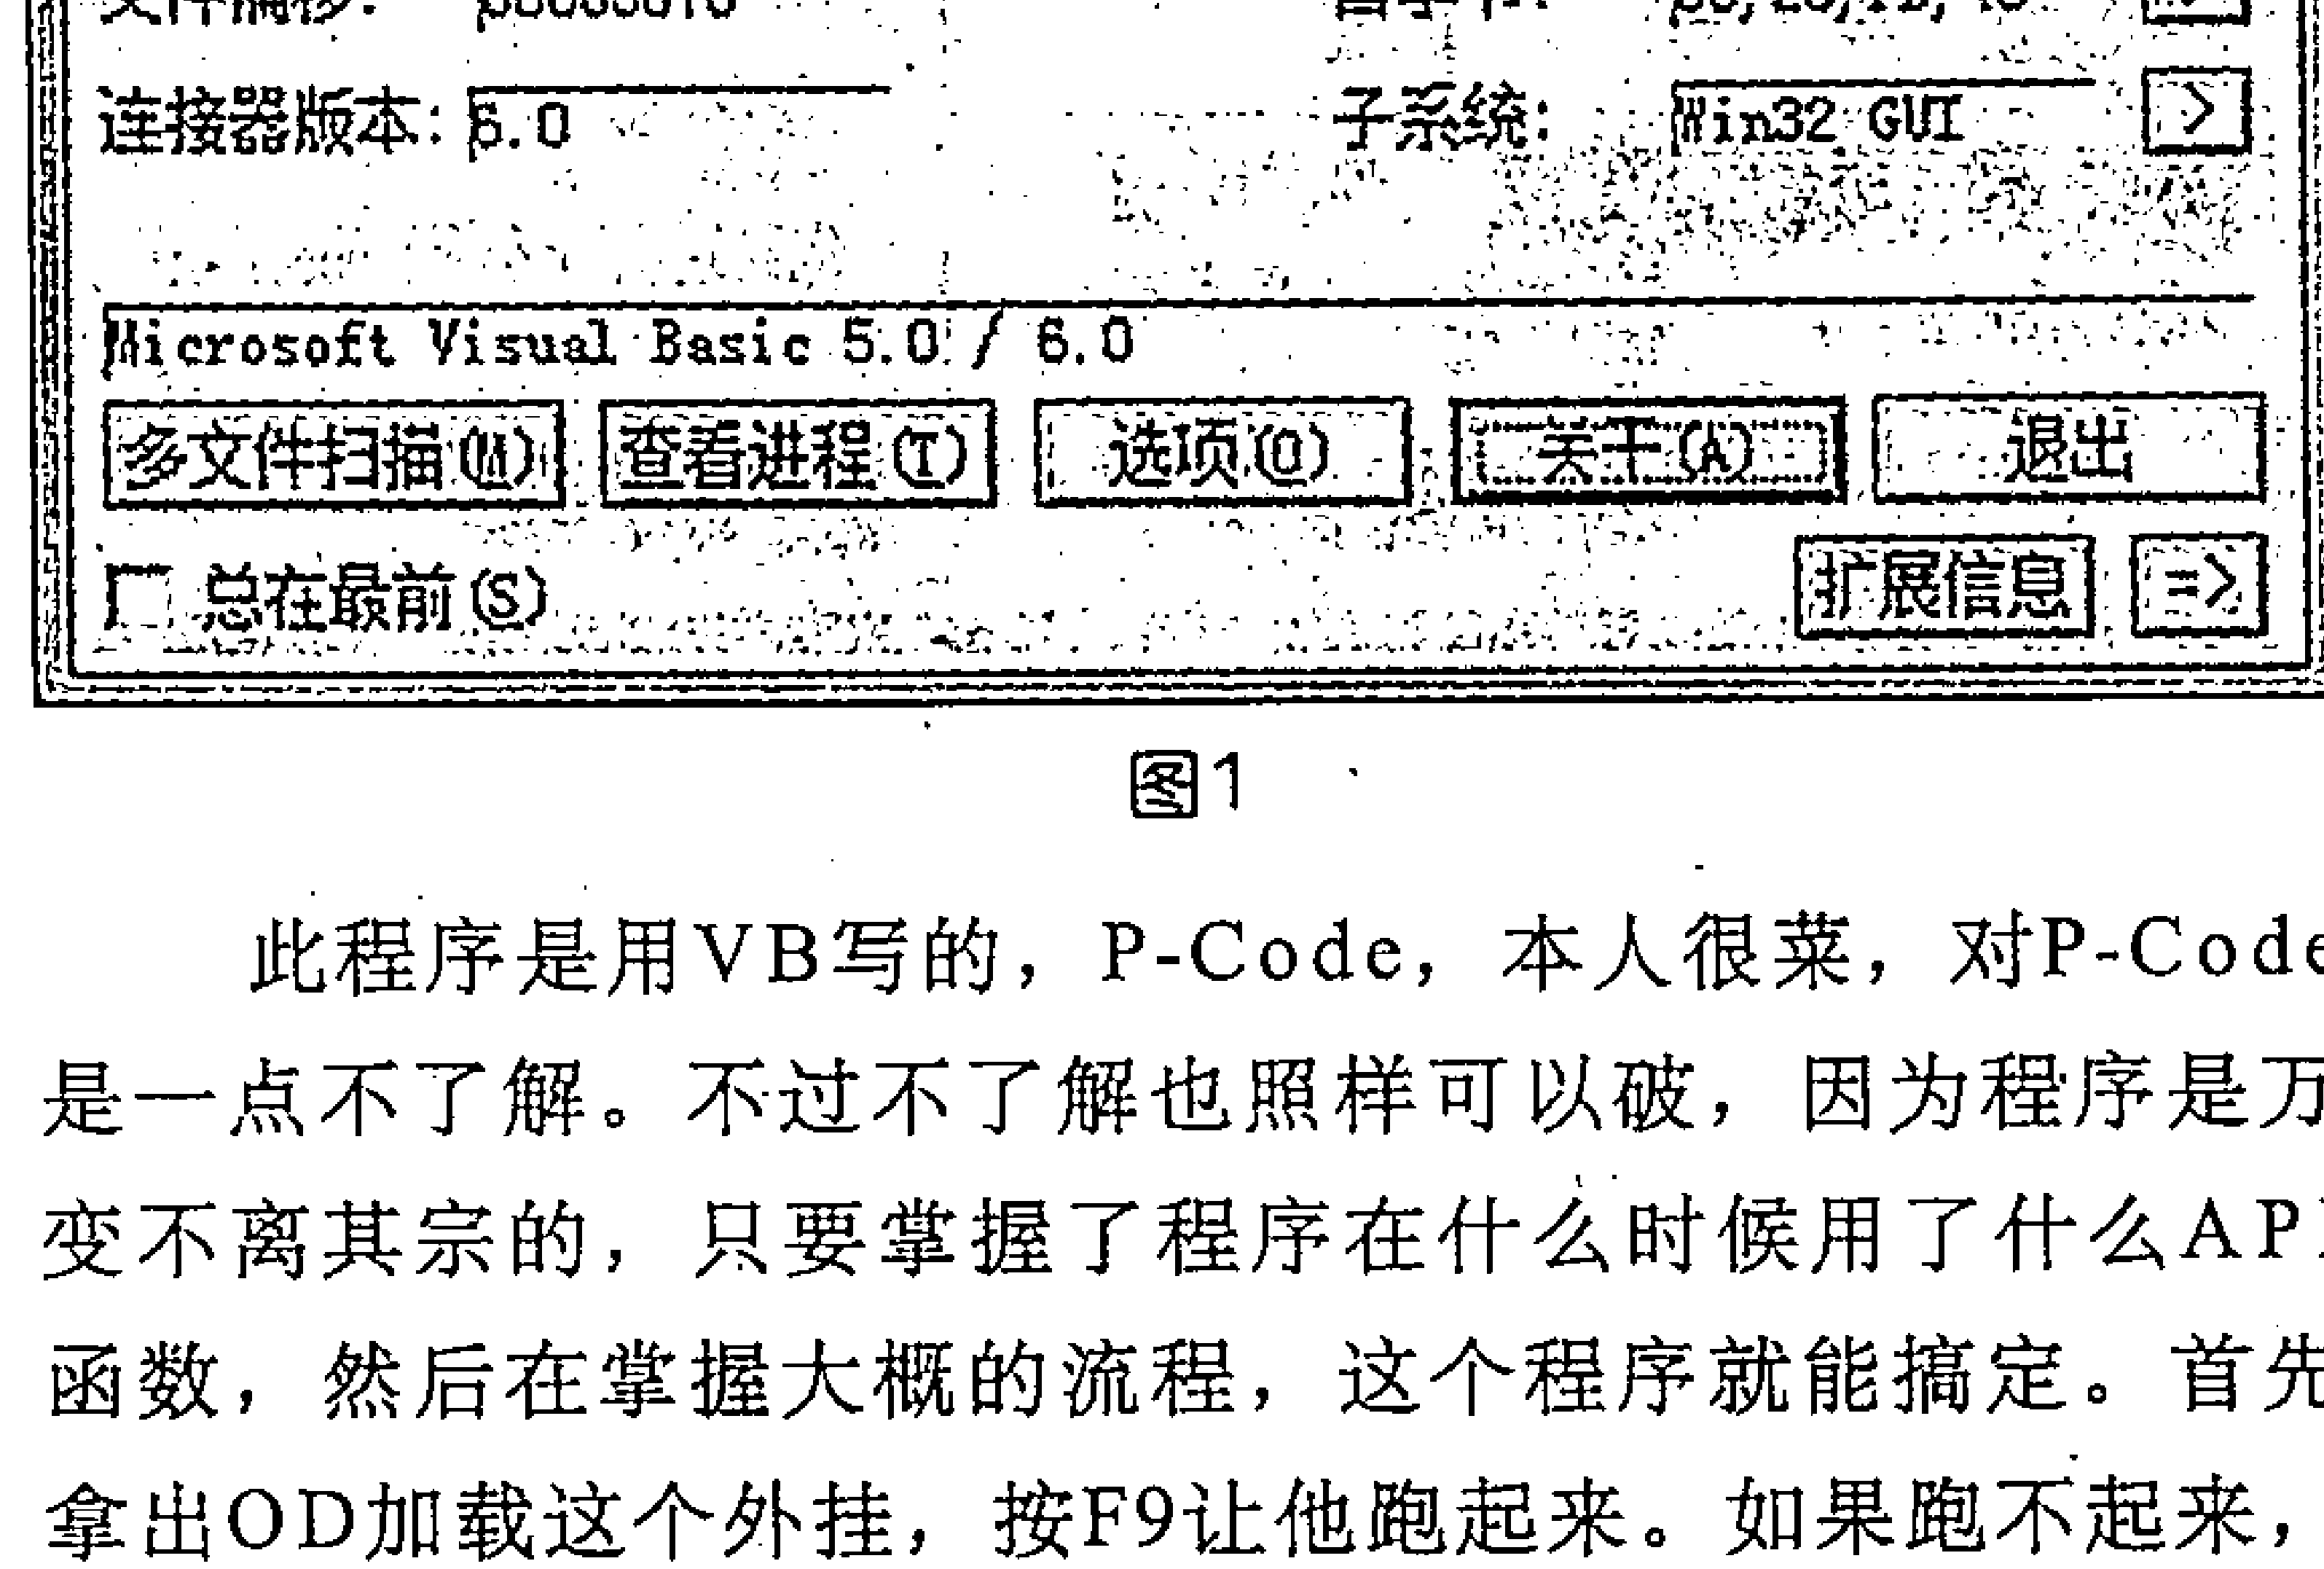 连接器版本: 6.0 子系统: Win32 GUI >
Microsoft Visual Basic 5.0 / 6.0
多文件扫描(M) 查看进程(T) 选项(O) 关于(A) 退出
总在最前(S) 扩展信息 =>
图1
此程序是用VB写的，P-Code，本人很菜，对P-Code
是一点不了解。不过不了解也照样可以破，因为程序是万
变不离其宗的，只要掌握了程序在什么时候用了什么API
函数，然后在掌握大概的流程，这个程序就能搞定。首先
拿出OD加载这个外挂，按F9让他跑起来。如果跑不起来，